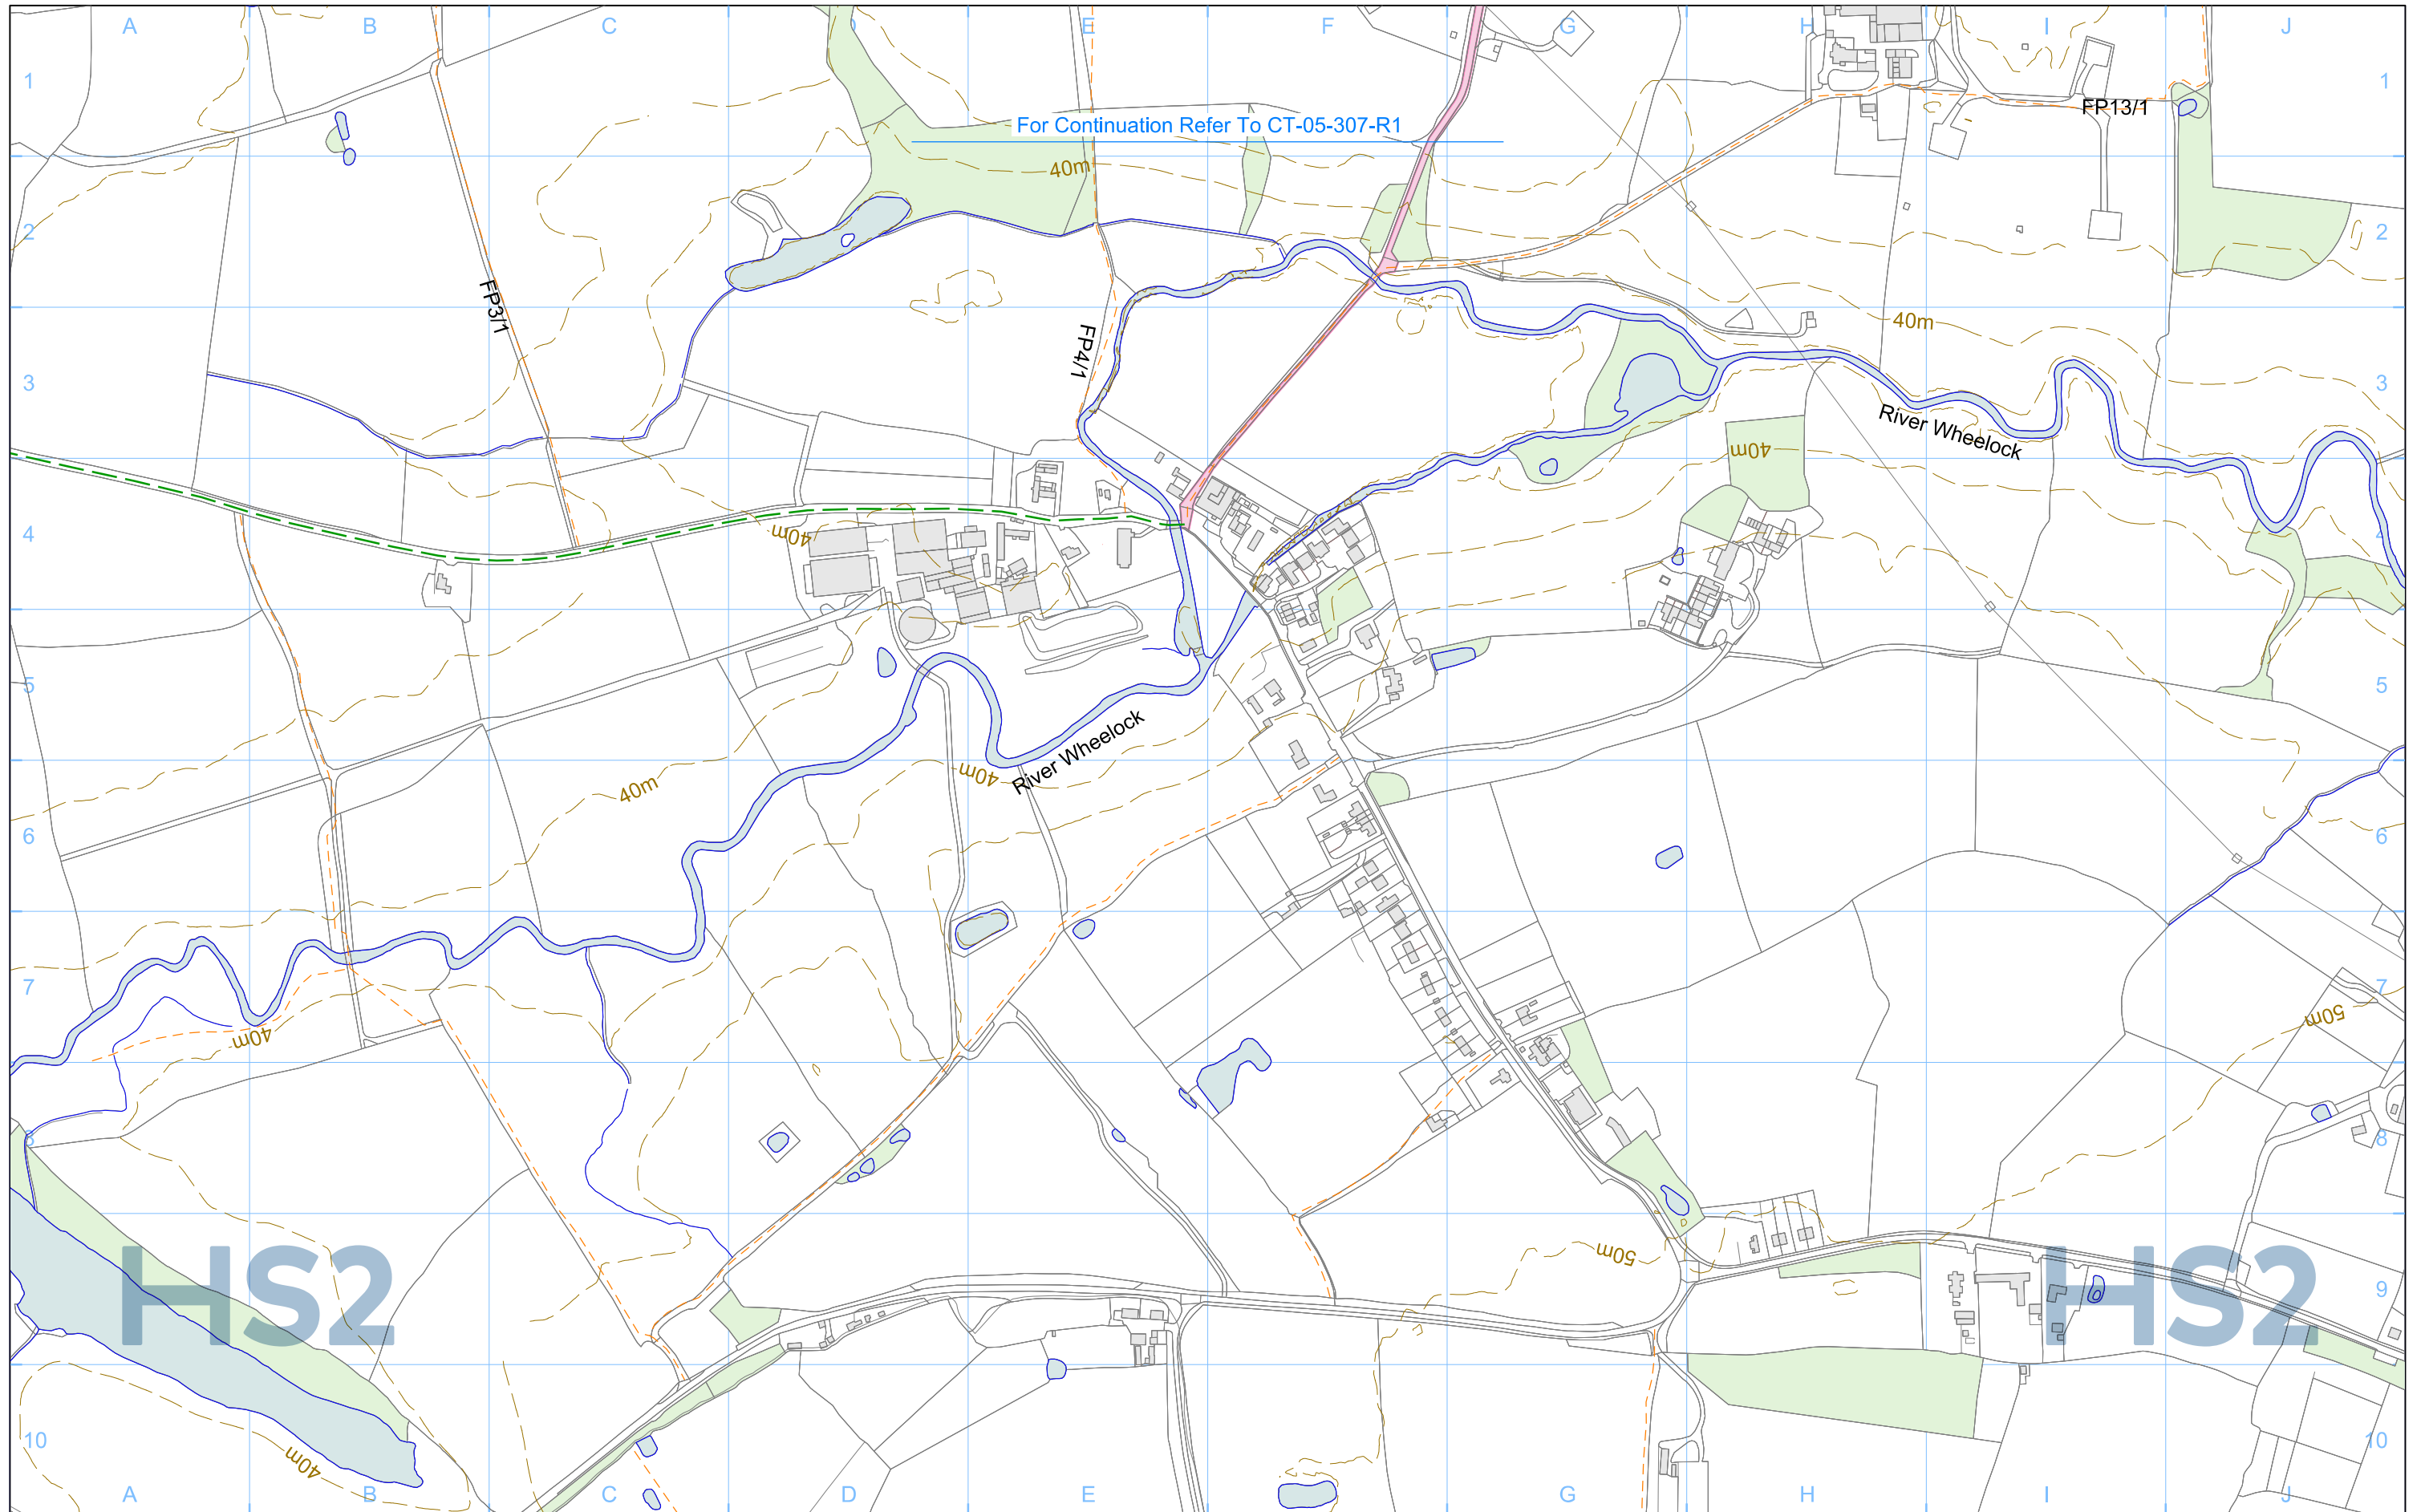 A B C D E F G H I J
1 1
FP13/1
For Continuation Refer To CT-05-307-R1
40m
2 2
FP3/1
40m
FP4/1
3 3
River Wheelock
40m
4 4
40m
5 5
River Wheelock
40m
40m
6 6
7 7
50m
40m
8 8
50m
HS2 HS2
9 9
10 10
40m
A B C D E G H I J